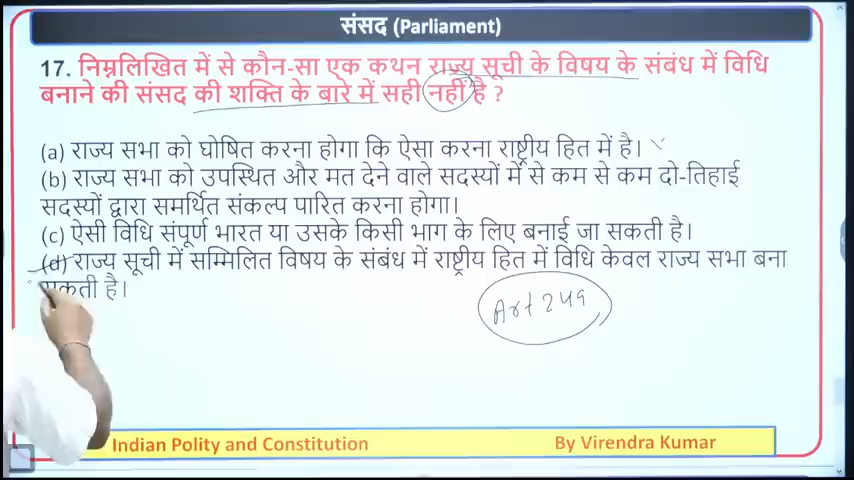 संसद (Parliament)
17. निम्नलिखित में से कौन-सा एक कथन राज्य सूची के विषय के संबंध में विधि
बनाने की संसद की शक्ति के बारे में सही नहीं है ?
(a) राज्य सभा को घोषित करना होगा कि ऐसा करना राष्ट्रीय हित में है।
(b) राज्य सभा को उपस्थित और मत देने वाले सदस्यों में से कम से कम दो-तिहाई
सदस्यों द्वारा समर्थित संकल्प पारित करना होगा।
(c) ऐसी विधि संपूर्ण भारत या उसके किसी भाग के लिए बनाई जा सकती है।
(d) राज्य सूची में सम्मिलित विषय के संबंध में राष्ट्रीय हित में विधि केवल राज्य सभा बना
सकती है।
Art 249
Indian Polity and Constitution
By Virendra Kumar